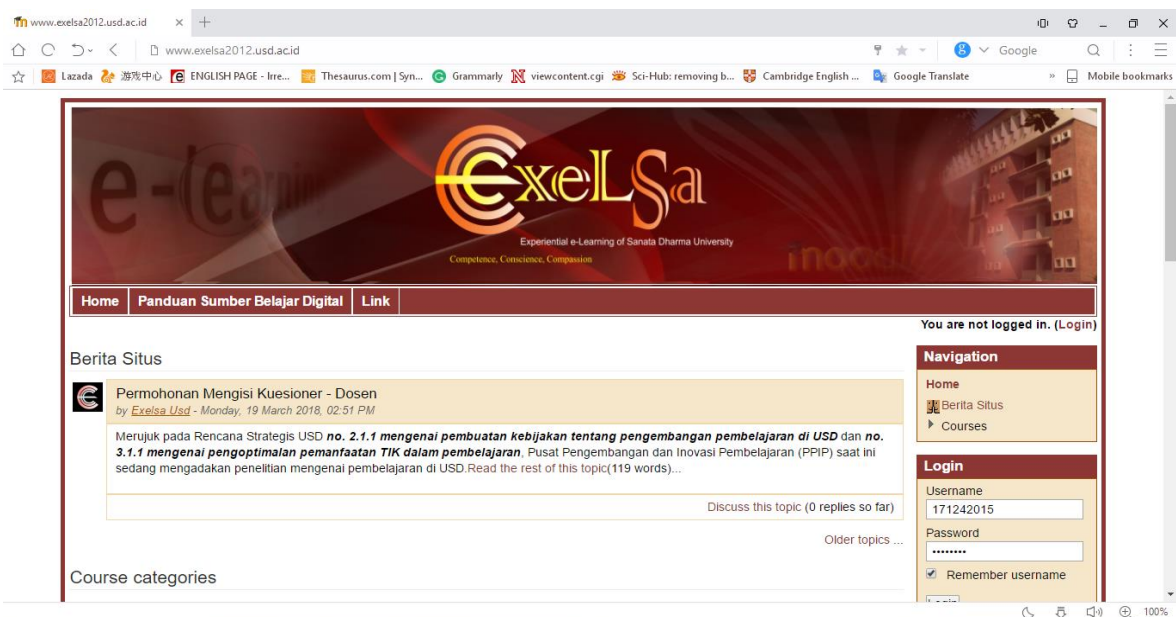 www.exelsa2012.usd.ac.id
www.exelsa2012.usd.ac.id
Google
Lazada
游戏中心
ENGLISH PAGE - Irre...
Thesaurus.com | Syn...
Grammarly
viewcontent.cgi
Sci-Hub: removing b...
Cambridge English ...
Google Translate
Mobile bookmarks
e-learning
ExeLSa
Experiential e-Learning of Sanata Dharma University
Competence, Conscience, Compassion
Home Panduan Sumber Belajar Digital Link
You are not logged in. (Login)
Berita Situs
Permohonan Mengisi Kuesioner - Dosen
by Exelsa Usd - Monday, 19 March 2018, 02:51 PM
Merujuk pada Rencana Strategis USD no. 2.1.1 mengenai pembuatan kebijakan tentang pengembangan pembelajaran di USD dan no.
3.1.1 mengenai pengoptimalan pemanfaatan TIK dalam pembelajaran, Pusat Pengembangan dan Inovasi Pembelajaran (PPIP) saat ini
sedang mengadakan penelitian mengenai pembelajaran di USD.Read the rest of this topic(119 words)...
Discuss this topic (0 replies so far)
Older topics ...
Course categories
Navigation
Home
Berita Situs
Courses
Login
Username
171242015
Password
••••••••
Remember username
Login
100%